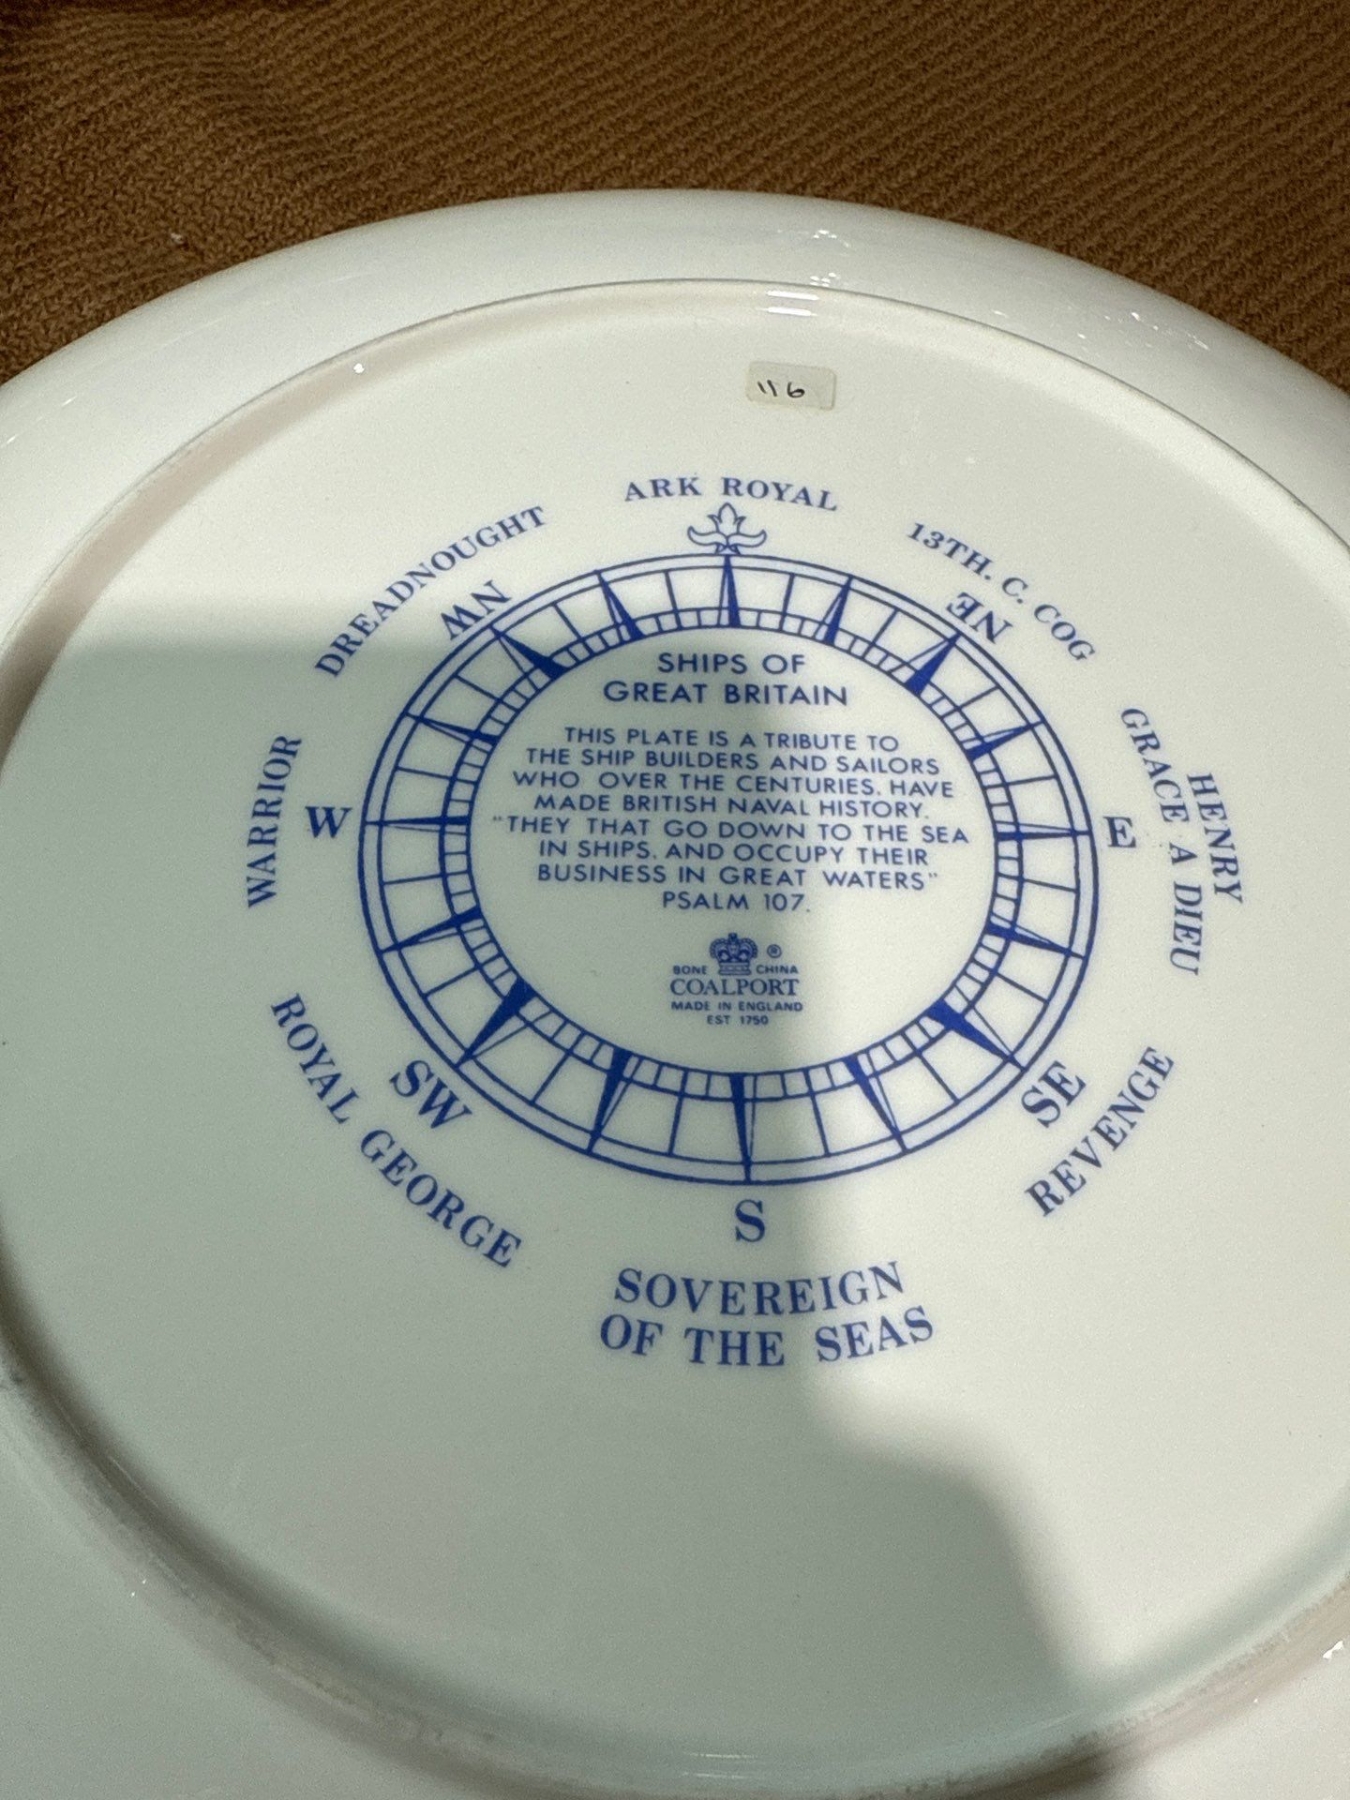 116
ARK ROYAL
13TH. C. COG
HENRY
GRACE A DIEU
REVENGE
SOVEREIGN
OF THE SEAS
ROYAL GEORGE
WARRIOR
DREADNOUGHT
NW
NE
W
E
SW
SE
S
SHIPS OF
GREAT BRITAIN
THIS PLATE IS A TRIBUTE TO
THE SHIP BUILDERS AND SAILORS
WHO OVER THE CENTURIES. HAVE
MADE BRITISH NAVAL HISTORY.
"THEY THAT GO DOWN TO THE SEA
IN SHIPS. AND OCCUPY THEIR
BUSINESS IN GREAT WATERS"
PSALM 107.
®
BONE CHINA
COALPORT
MADE IN ENGLAND
EST 1750